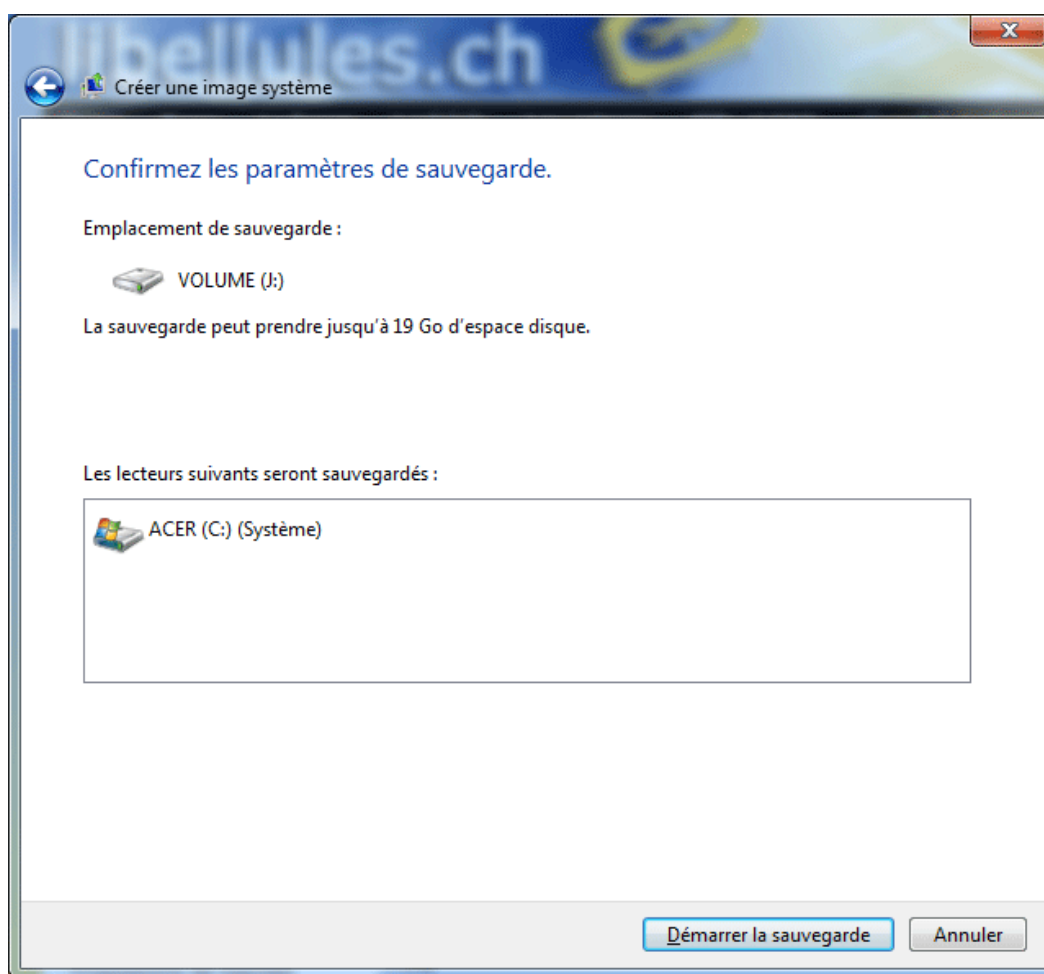 libellules.ch
Créer une image système
Confirmez les paramètres de sauvegarde.
Emplacement de sauvegarde :
VOLUME (J:)
La sauvegarde peut prendre jusqu'à 19 Go d'espace disque.
Les lecteurs suivants seront sauvegardés :
ACER (C:) (Système)
Démarrer la sauvegarde
Annuler